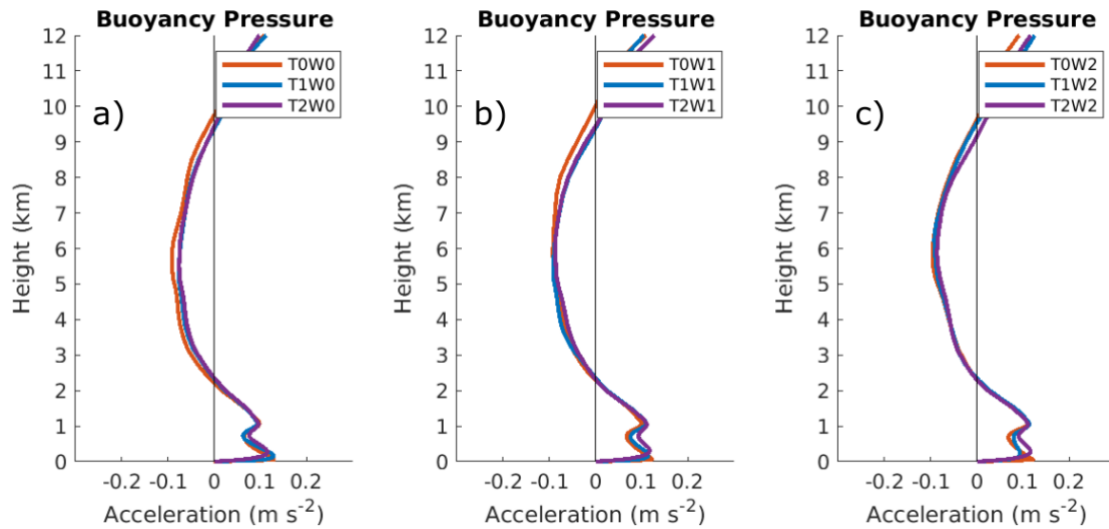 Buoyancy Pressure
12
11
10
9
8
7
6
5
4
3
2
1
0
Height (km)
a)
T0W0
T1W0
T2W0
-0.2 -0.1 0 0.1 0.2
Acceleration (m s⁻²)
Buoyancy Pressure
12
11
10
9
8
7
6
5
4
3
2
1
0
Height (km)
b)
T0W1
T1W1
T2W1
-0.2 -0.1 0 0.1 0.2
Acceleration (m s⁻²)
Buoyancy Pressure
12
11
10
9
8
7
6
5
4
3
2
1
0
Height (km)
c)
T0W2
T1W2
T2W2
-0.2 -0.1 0 0.1 0.2
Acceleration (m s⁻²)